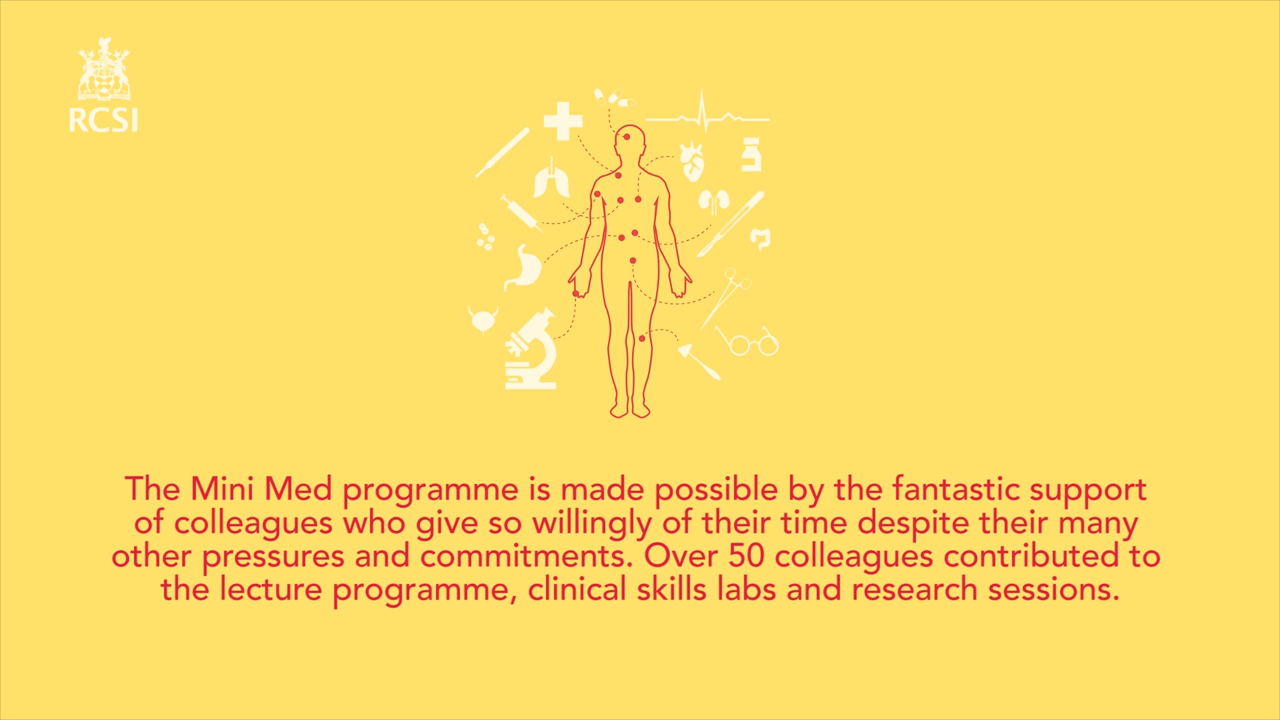 RCSI
The Mini Med programme is made possible by the fantastic support
of colleagues who give so willingly of their time despite their many
other pressures and commitments. Over 50 colleagues contributed to
the lecture programme, clinical skills labs and research sessions.